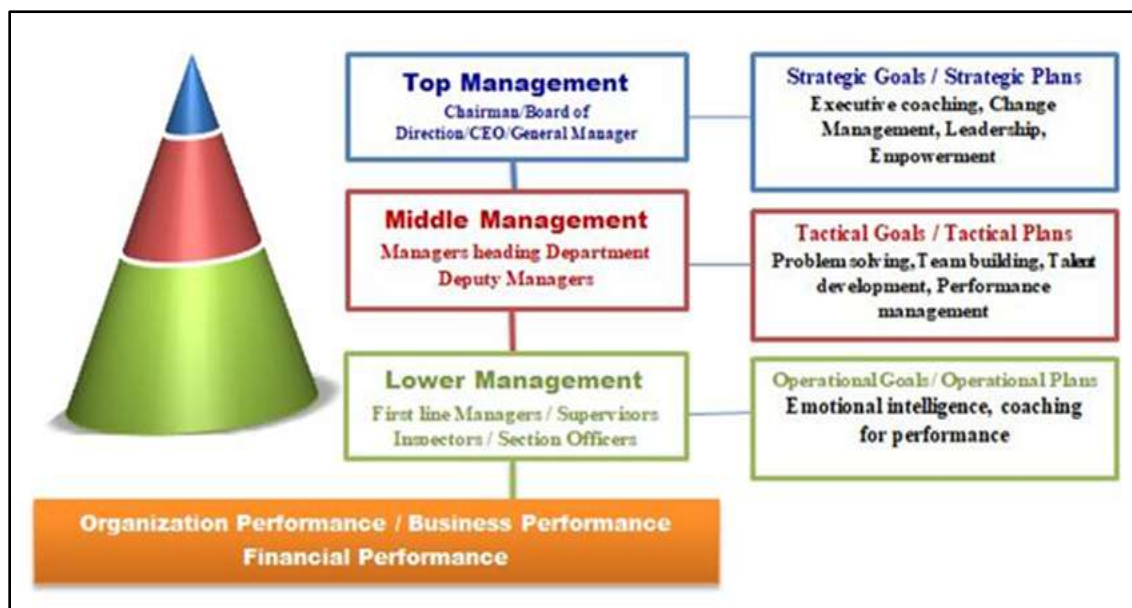 Top Management
Chairman/Board of
Direction/CEO/General Manager
Strategic Goals / Strategic Plans
Executive coaching, Change
Management, Leadership,
Empowerment
Middle Management
Managers heading Department
Deputy Managers
Tactical Goals / Tactical Plans
Problem solving, Team building, Talent
development, Performance
management
Lower Management
First line Managers / Supervisors
Inspectors / Section Officers
Operational Goals / Operational Plans
Emotional intelligence, coaching
for performance
Organization Performance / Business Performance
Financial Performance